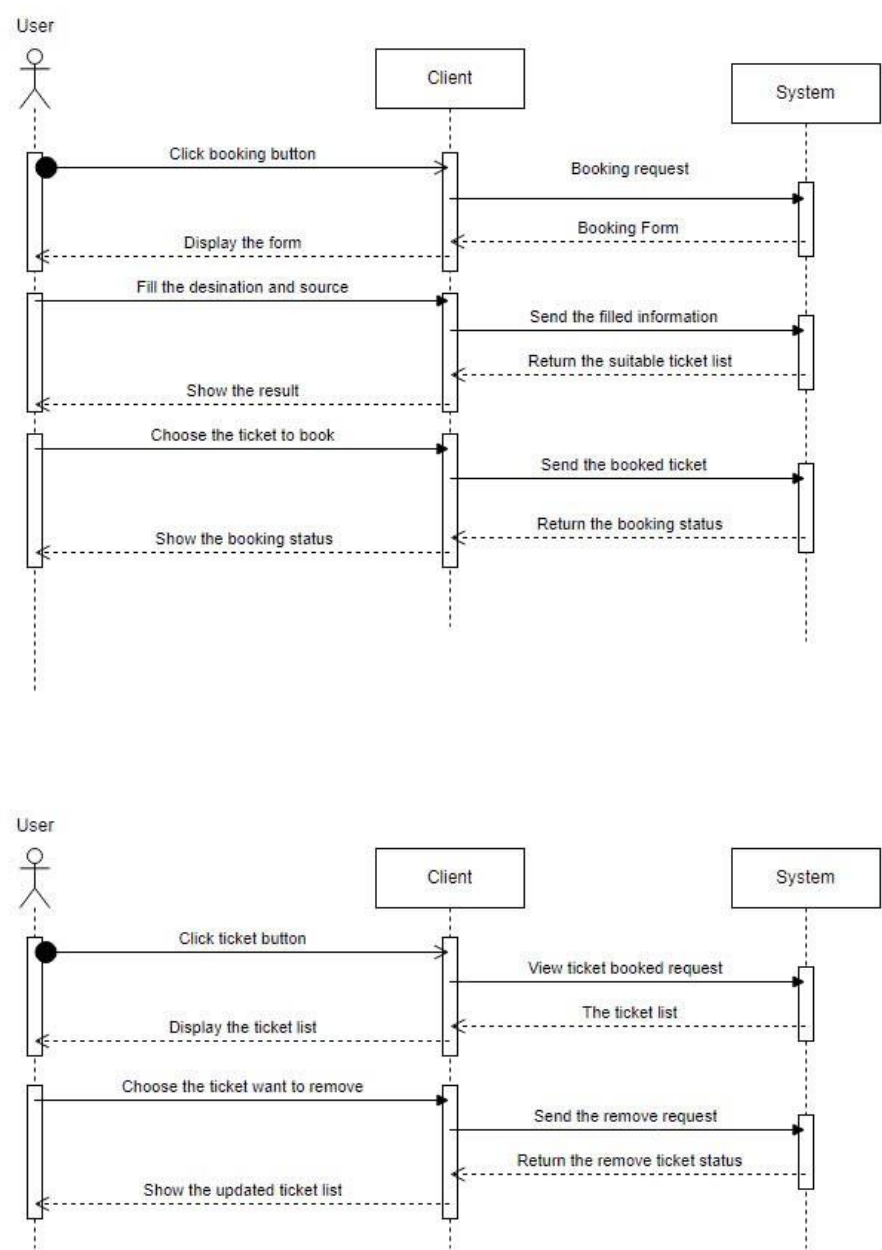 User
Client
System
Click booking button
Booking request
Booking Form
Display the form
Fill the desination and source
Send the filled information
Return the suitable ticket list
Show the result
Choose the ticket to book
Send the booked ticket
Return the booking status
Show the booking status
User
Client
System
Click ticket button
View ticket booked request
The ticket list
Display the ticket list
Choose the ticket want to remove
Send the remove request
Return the remove ticket status
Show the updated ticket list